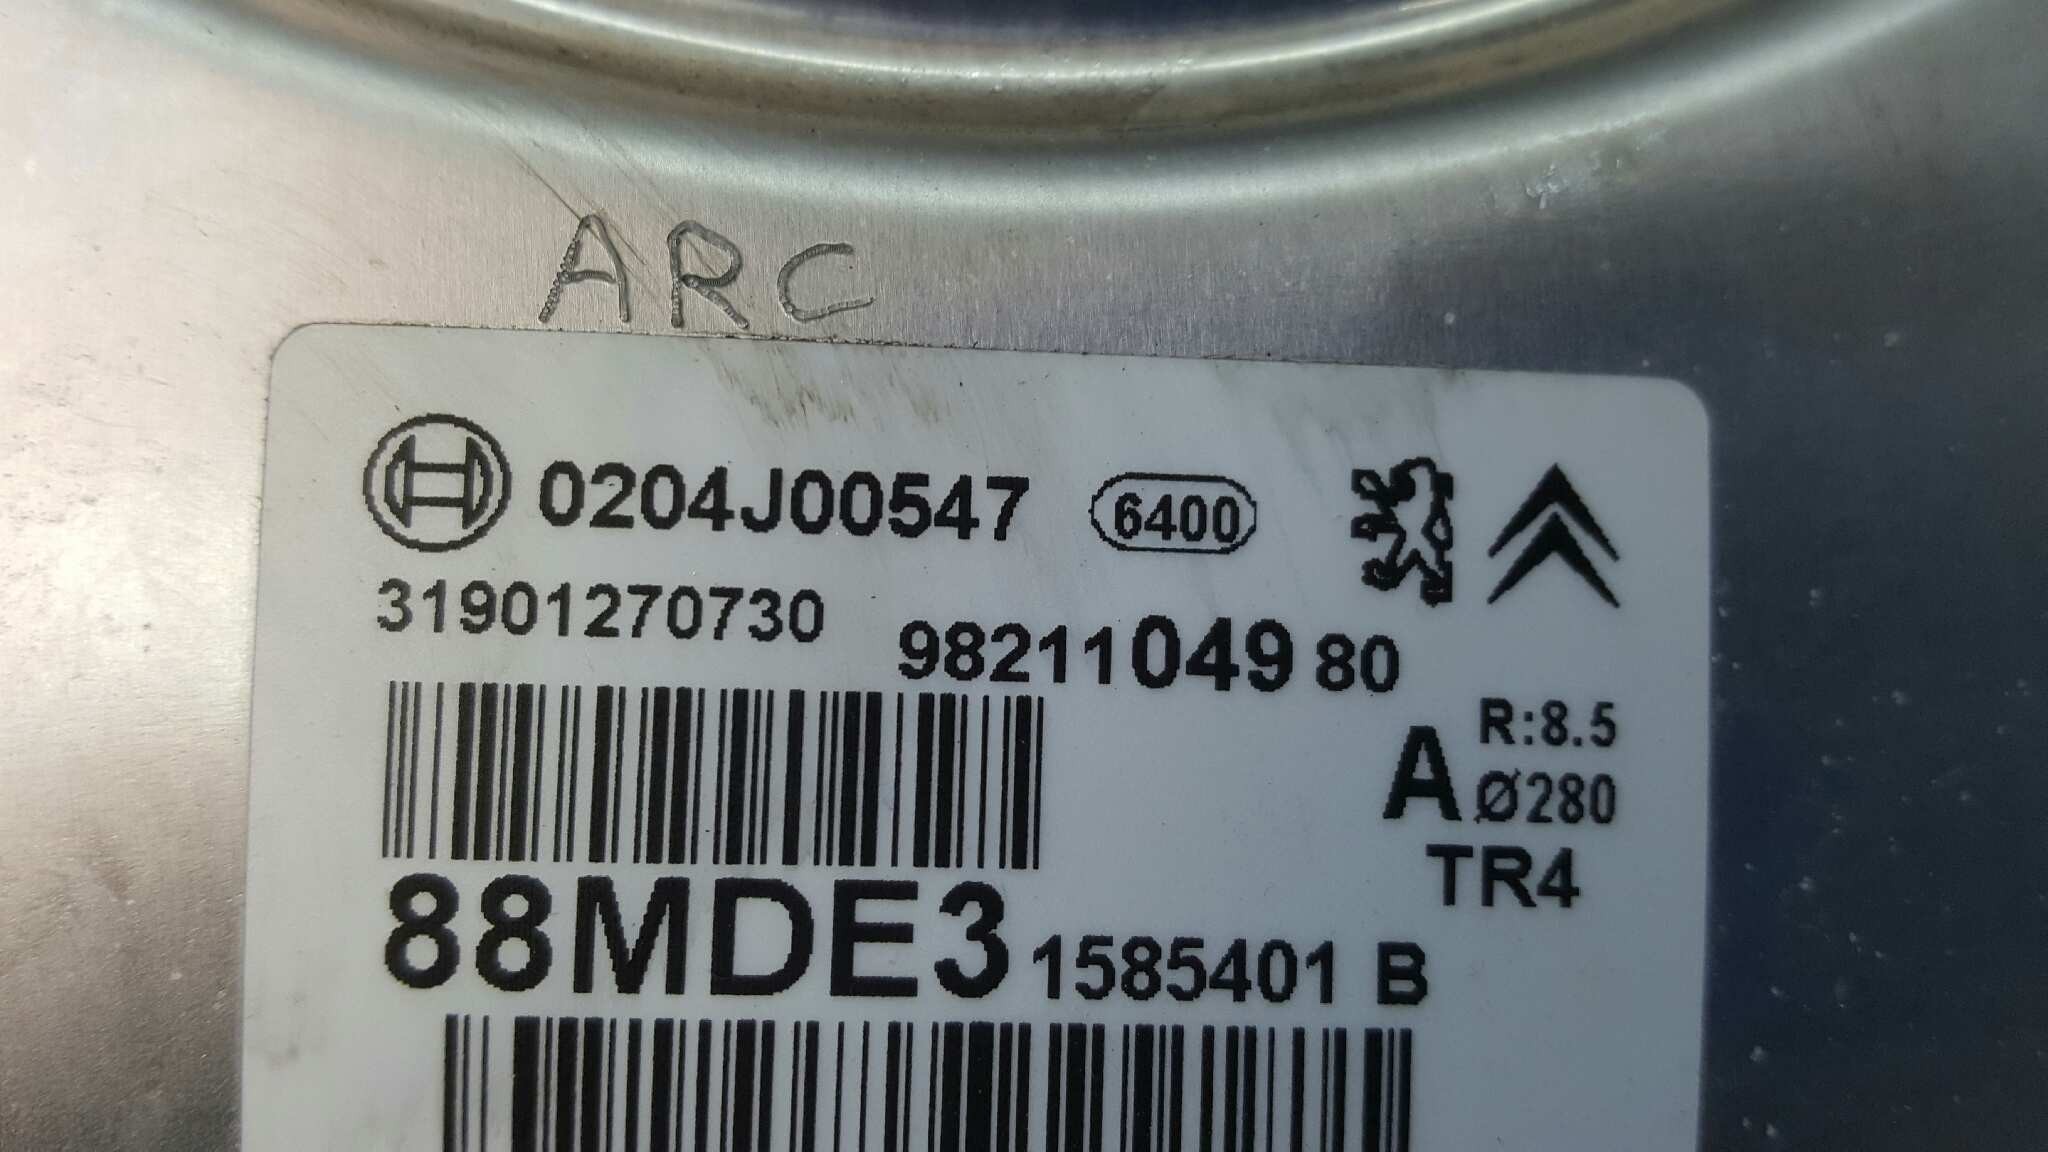 ARC
0204J00547 6400
31901270730
9821104980
R:8.5
A Ø280
TR4
88MDE3 1585401 B